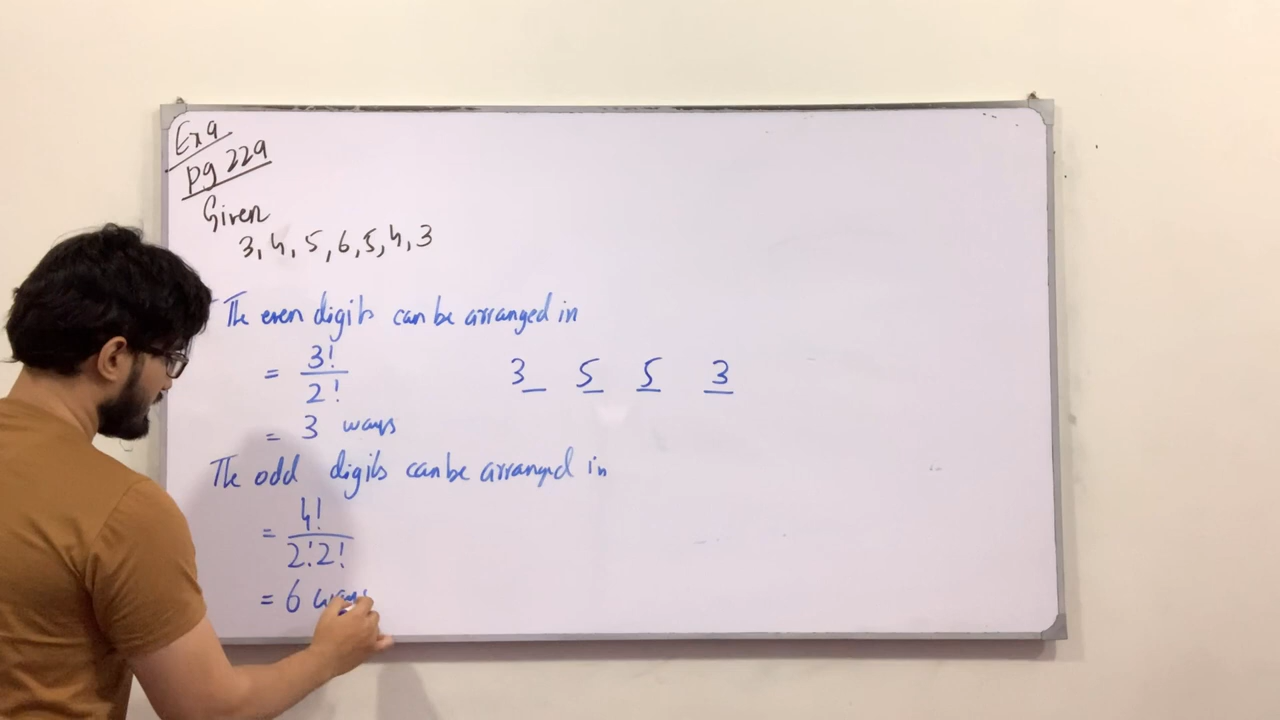 Ex 9
pg 229
Given
3, 4, 5, 6, 5, 4, 3
The even digits can be arranged in
= 3!/2!
3 5 5 3
= 3 ways
The odd digits can be arranged in
= 4!/2!2!
= 6 ways